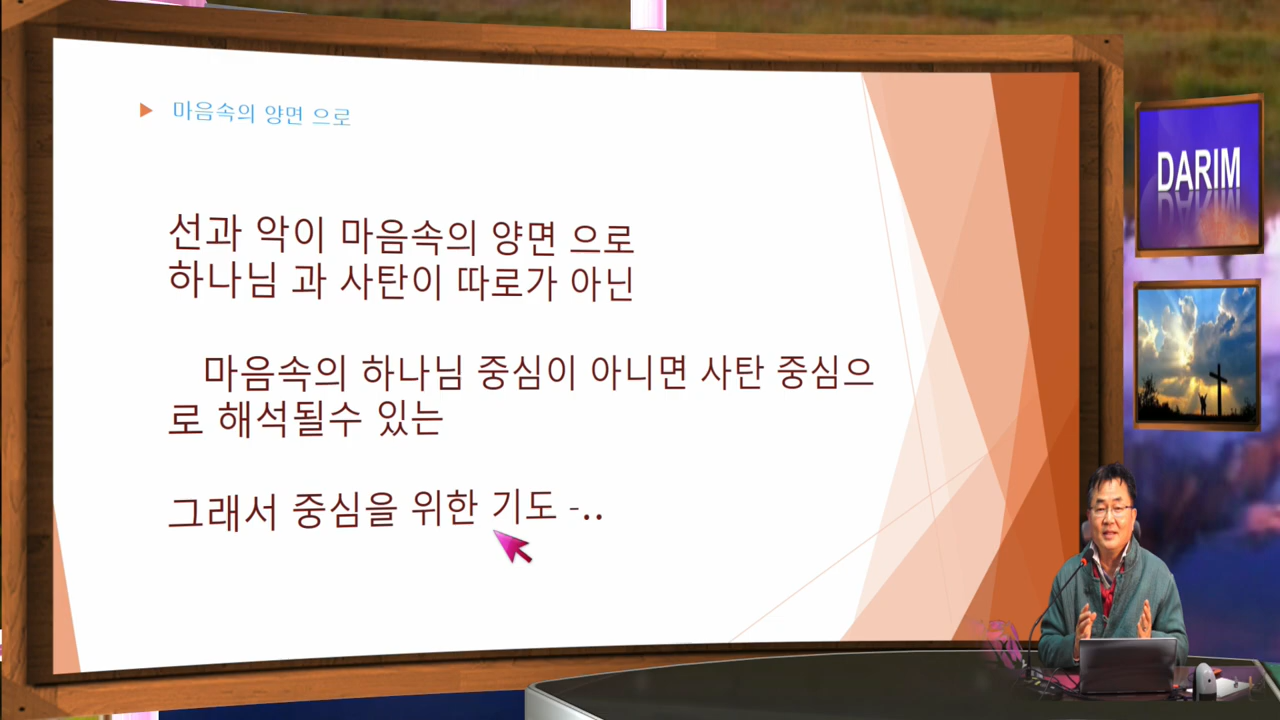 마음속의 양면 으로
선과 악이 마음속의 양면 으로
하나님 과 사탄이 따로가 아닌
마음속의 하나님 중심이 아니면 사탄 중심으
로 해석될수 있는
그래서 중심을 위한 기도 -..
DARIM